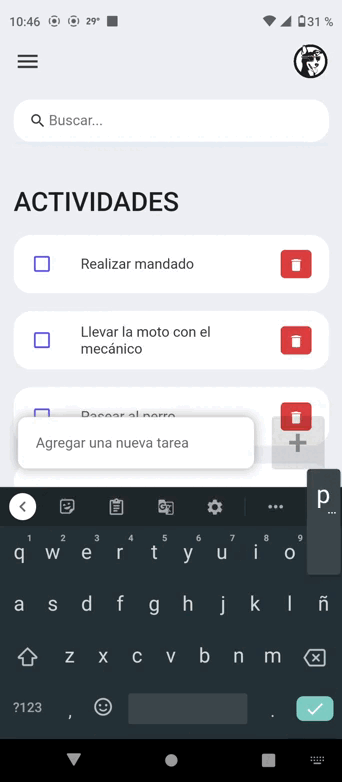 10:46 29° 31 %
Buscar...
ACTIVIDADES
Realizar mandado
Llevar la moto con el
mecánico
Pasear al perro
Agregar una nueva tarea
+
p
...
1 2 3 4 5 6 7 8 9
q w e r t y u i o
a s d f g h j k l ñ
z x c v b n m
?123 , .